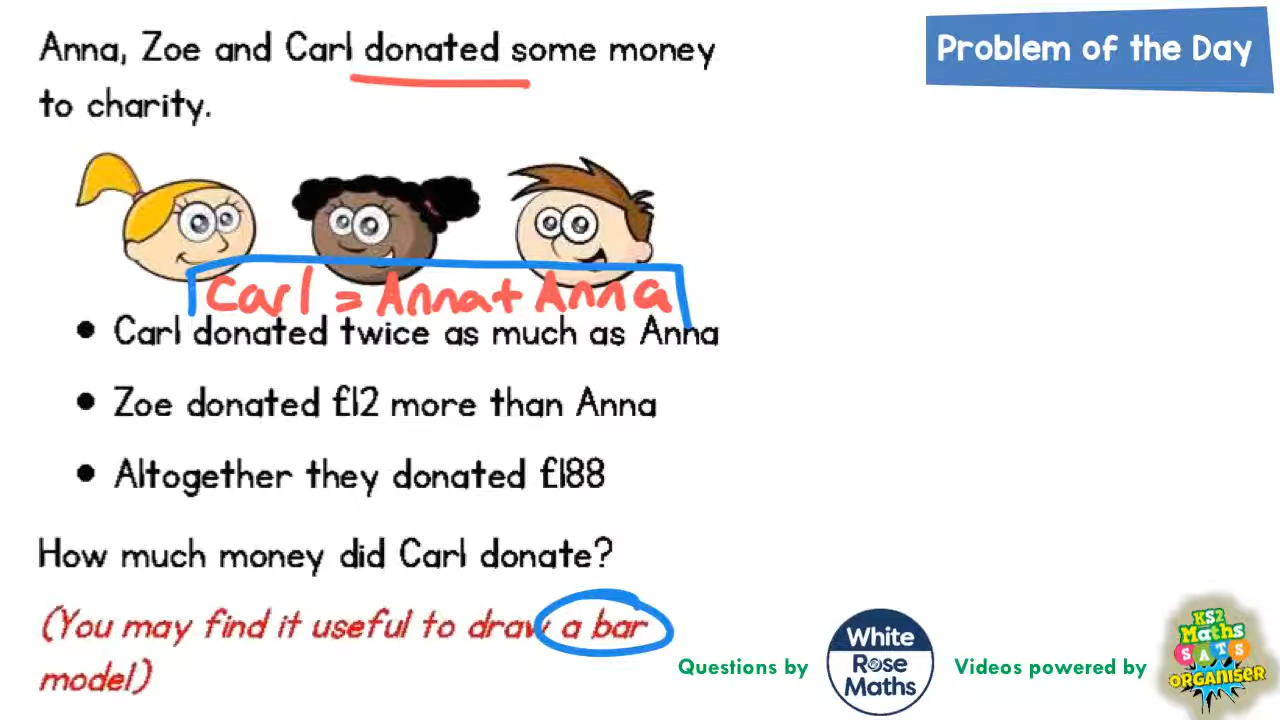 Anna, Zoe and Carl donated some money
to charity.
Problem of the Day
Carl = Anna + Anna
• Carl donated twice as much as Anna
• Zoe donated £12 more than Anna
• Altogether they donated £188
How much money did Carl donate?
(You may find it useful to draw a bar
model)
Questions by
White
Rose
Maths
Videos powered by
KS2
Maths
SATS
ORGANISER